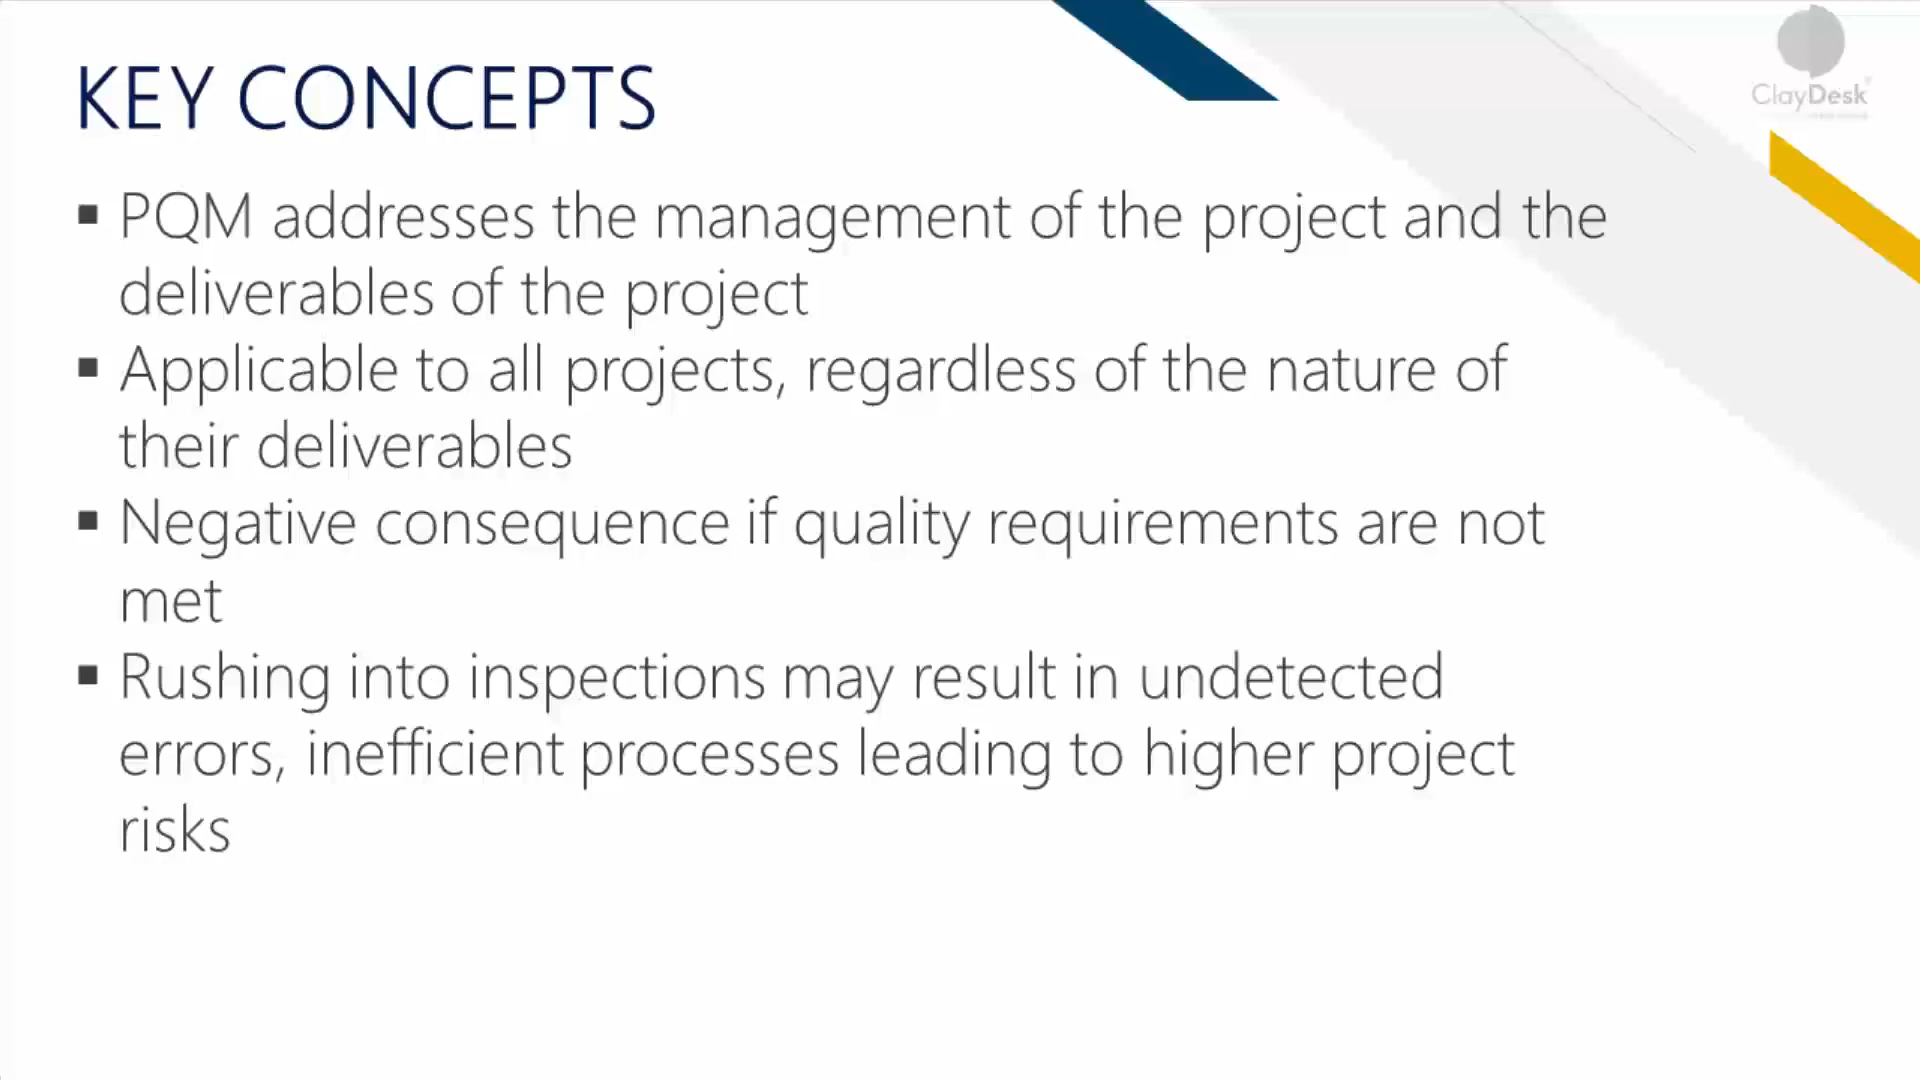 KEY CONCEPTS
ClayDesk
▪ PQM addresses the management of the project and the
deliverables of the project
▪ Applicable to all projects, regardless of the nature of
their deliverables
▪ Negative consequence if quality requirements are not
met
▪ Rushing into inspections may result in undetected
errors, inefficient processes leading to higher project
risks